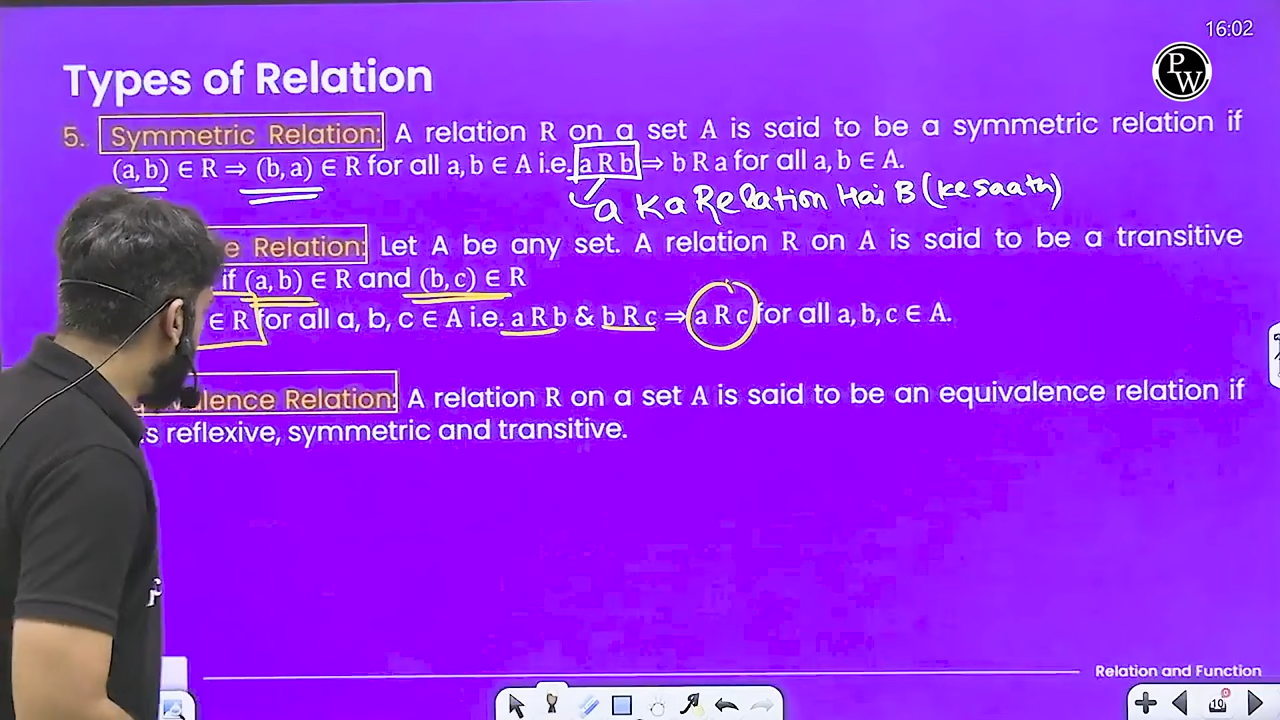 16:02
PW
Types of Relation
5. Symmetric Relation: A relation R on a set A is said to be a symmetric relation if
(a, b) ∈ R ⇒ (b, a) ∈ R for all a, b ∈ A i.e. a R b ⇒ b R a for all a, b ∈ A.
a Ka Relation Hai B (ke saath)
e Relation: Let A be any set. A relation R on A is said to be a transitive
if (a, b) ∈ R and (b, c) ∈ R
∈ R for all a, b, c ∈ A i.e. a R b & b R c ⇒ a R c for all a, b, c ∈ A.
lence Relation: A relation R on a set A is said to be an equivalence relation if
s reflexive, symmetric and transitive.
Relation and Function
10